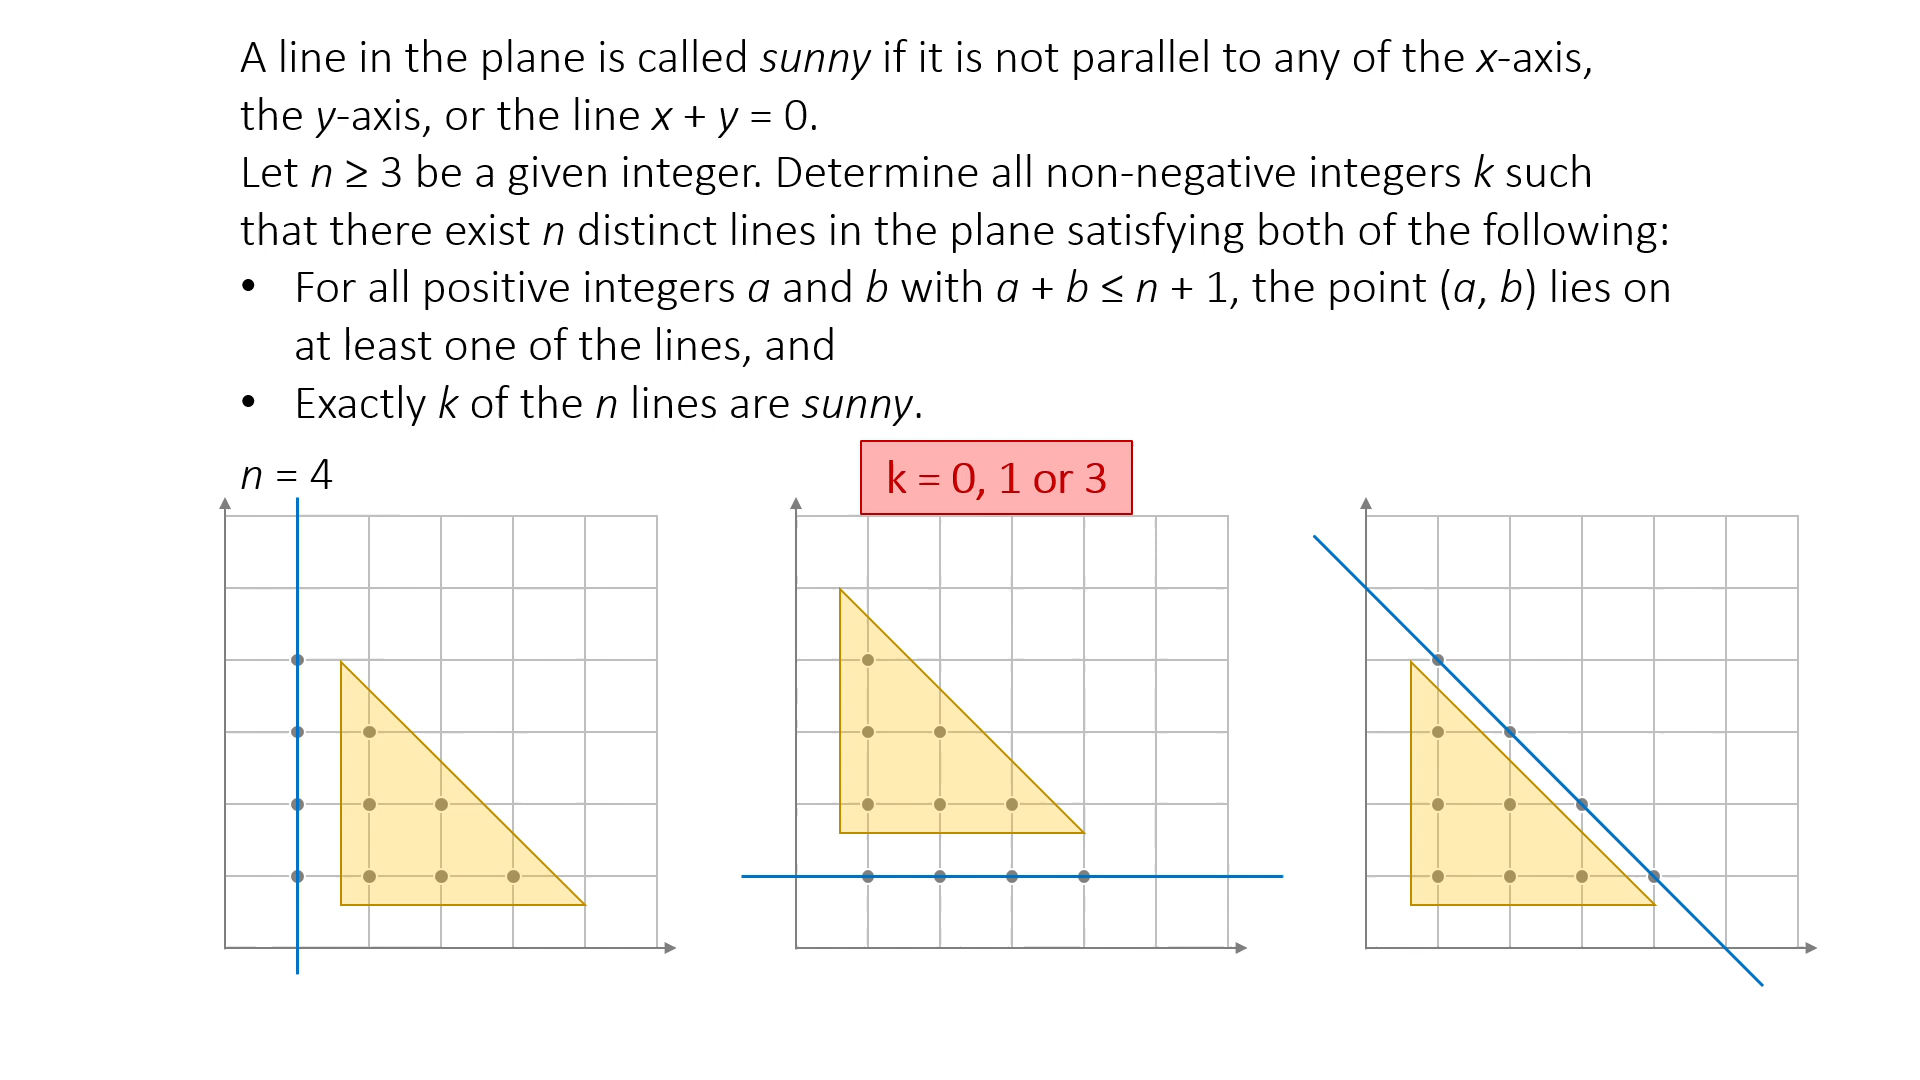 A line in the plane is called sunny if it is not parallel to any of the x-axis,
the y-axis, or the line x + y = 0.
Let n ≥ 3 be a given integer. Determine all non-negative integers k such
that there exist n distinct lines in the plane satisfying both of the following:
• For all positive integers a and b with a + b ≤ n + 1, the point (a, b) lies on
at least one of the lines, and
• Exactly k of the n lines are sunny.
n = 4
k = 0, 1 or 3